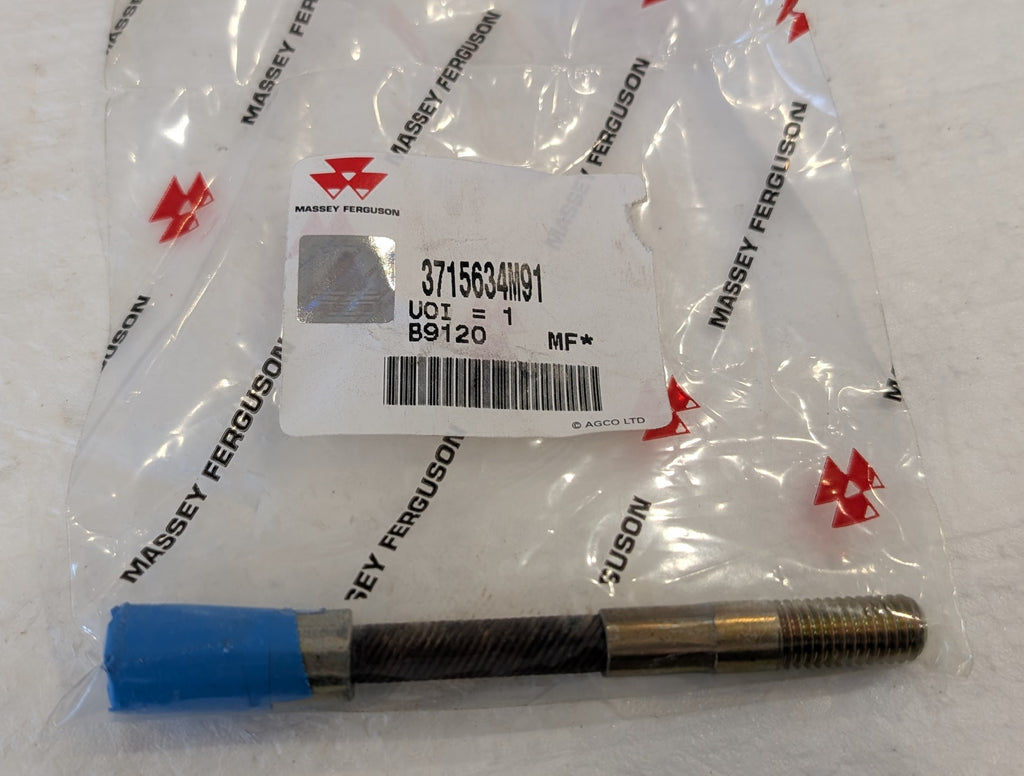 MASSEY FERGUSON
MASSEY FERGUSON
FERGUSON
MASSEY FERGUSON
MASSEY FERGUSON
3715634M91
UOI = 1
B9120 MF*
© AGCO LTD
MASSEY FERGUSON
SEY FERGUSON
GUSON